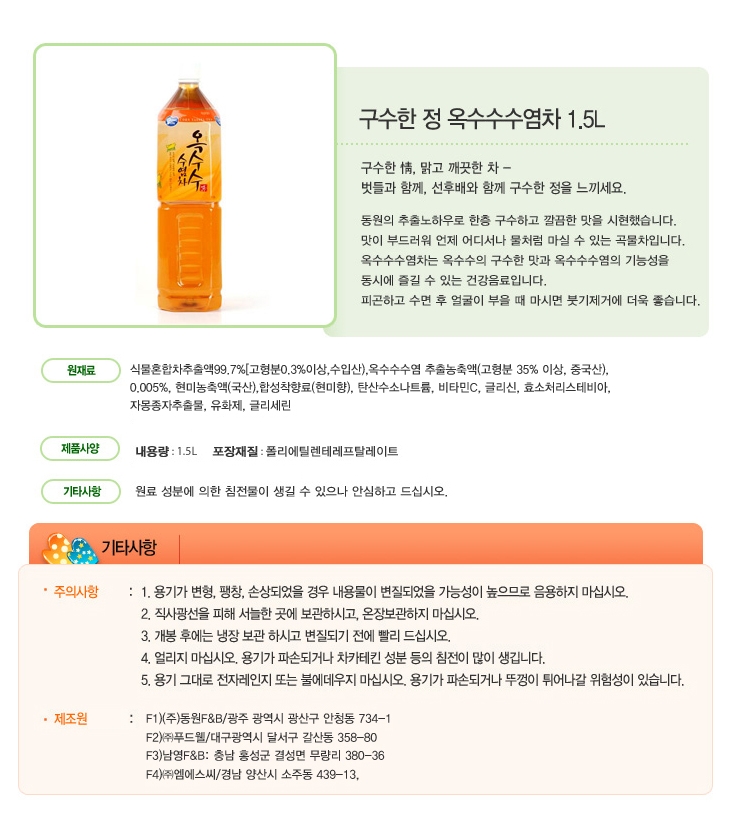 구수한 정 옥수수수염차 1.5L
구수한 情, 맑고 깨끗한 차 –
벗들과 함께, 선후배와 함께 구수한 정을 느끼세요.
동원의 추출노하우로 한층 구수하고 깔끔한 맛을 시현했습니다.
맛이 부드러워 언제 어디서나 물처럼 마실 수 있는 곡물차입니다.
옥수수수염차는 옥수수의 구수한 맛과 옥수수수염의 기능성을
동시에 즐길 수 있는 건강음료입니다.
피곤하고 수면 후 얼굴이 부을 때 마시면 붓기제거에 더욱 좋습니다.
옥수수
수염차
원재료
식물혼합차추출액99.7%[고형분0.3%이상,수입산),옥수수수염 추출농축액(고형분 35% 이상, 중국산),
0.005%, 현미농축액(국산),합성착향료(현미향), 탄산수소나트륨, 비타민C, 글리신, 효소처리스테비아,
자몽종자추출물, 유화제, 글리세린
제품사양
내용량 : 1.5L 포장재질 : 폴리에틸렌테레프탈레이트
기타사항
원료 성분에 의한 침전물이 생길 수 있으나 안심하고 드십시오.
기타사항
• 주의사항 : 1. 용기가 변형, 팽창, 손상되었을 경우 내용물이 변질되었을 가능성이 높으므로 음용하지 마십시오.
2. 직사광선을 피해 서늘한 곳에 보관하시고, 온장보관하지 마십시오.
3. 개봉 후에는 냉장 보관 하시고 변질되기 전에 빨리 드십시오.
4. 얼리지 마십시오. 용기가 파손되거나 차카테킨 성분 등의 침전이 많이 생깁니다.
5. 용기 그대로 전자레인지 또는 불에데우지 마십시오. 용기가 파손되거나 뚜껑이 튀어나갈 위험성이 있습니다.
• 제조원 : F1)(주)동원F&B/광주 광역시 광산구 안청동 734-1
F2)㈜푸드웰/대구광역시 달서구 갈산동 358-80
F3)남영F&B: 충남 홍성군 결성면 무량리 380-36
F4)㈜엠에스씨/경남 양산시 소주동 439-13,